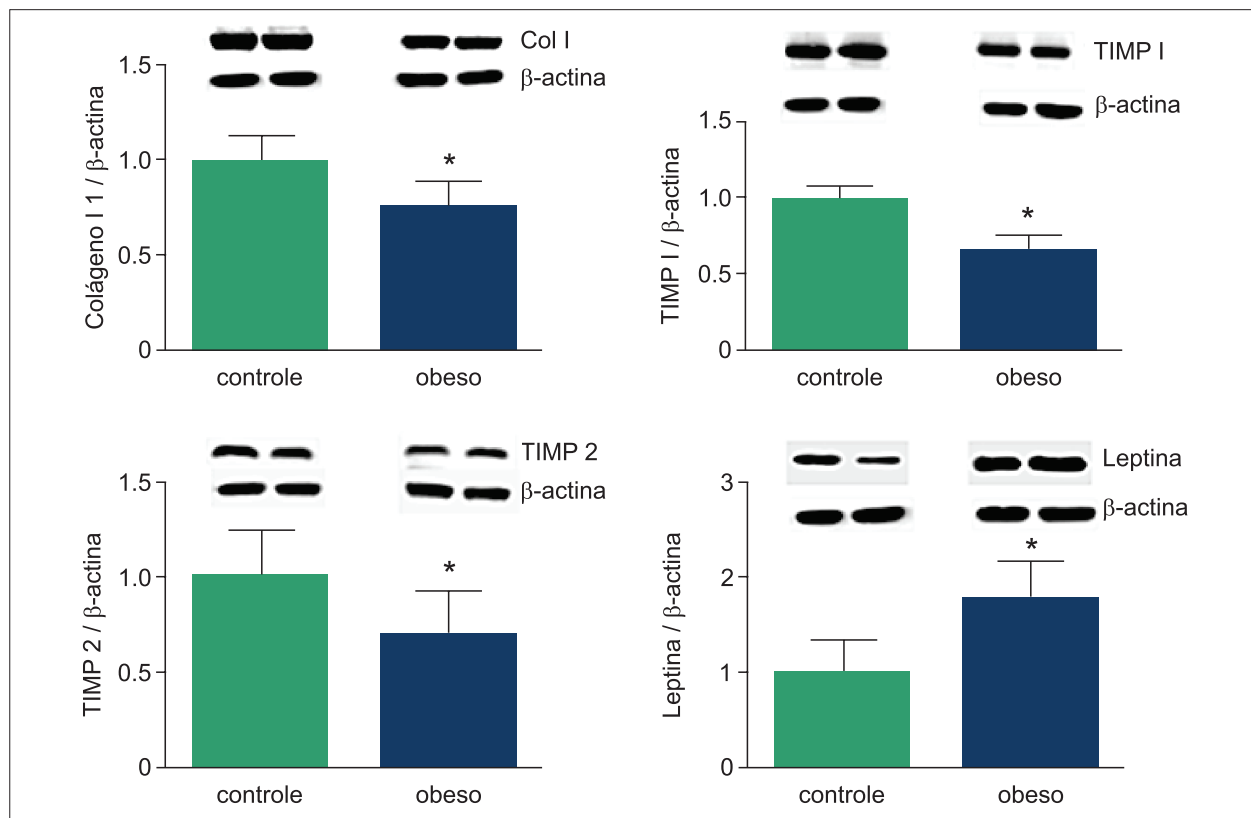 Col I
β-actina
Colágeno I 1 / β-actina
1.5
1.0
0.5
0
*
controle
obeso
TIMP I
β-actina
TIMP I / β-actina
1.5
1.0
0.5
0
*
controle
obeso
TIMP 2
β-actina
TIMP 2 / β-actina
1.5
1.0
0.5
0
*
controle
obeso
Leptina
β-actina
Leptina / β-actina
3
2
1
0
*
controle
obeso